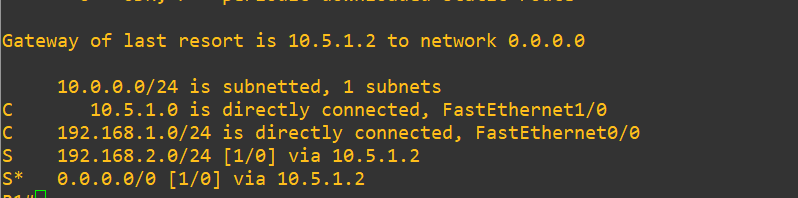 Gateway of last resort is 10.5.1.2 to network 0.0.0.0
10.0.0.0/24 is subnetted, 1 subnets
C 10.5.1.0 is directly connected, FastEthernet1/0
C 192.168.1.0/24 is directly connected, FastEthernet0/0
S 192.168.2.0/24 [1/0] via 10.5.1.2
S* 0.0.0.0/0 [1/0] via 10.5.1.2